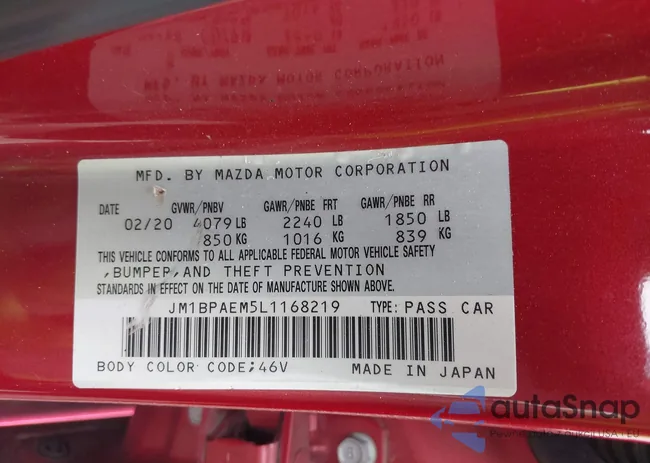 MFD. BY MAZDA MOTOR CORPORATION
DATE GVWR/PNBV GAWR/PNBE FRT GAWR/PNBE RR
02/20 4079 LB 2240 LB 1850 LB
850 KG 1016 KG 839 KG
THIS VEHICLE CONFORMS TO ALL APPLICABLE FEDERAL MOTOR VEHICLE SAFETY
,BUMPER,AND THEFT PREVENTION
STANDARDS IN EFFECT ON THE DATE OF MANUFACTURE SHOWN ABOVE.
JM1BPAEM5L1168219 TYPE: PASS CAR
BODY COLOR CODE;46V MADE IN JAPAN
autoSnap